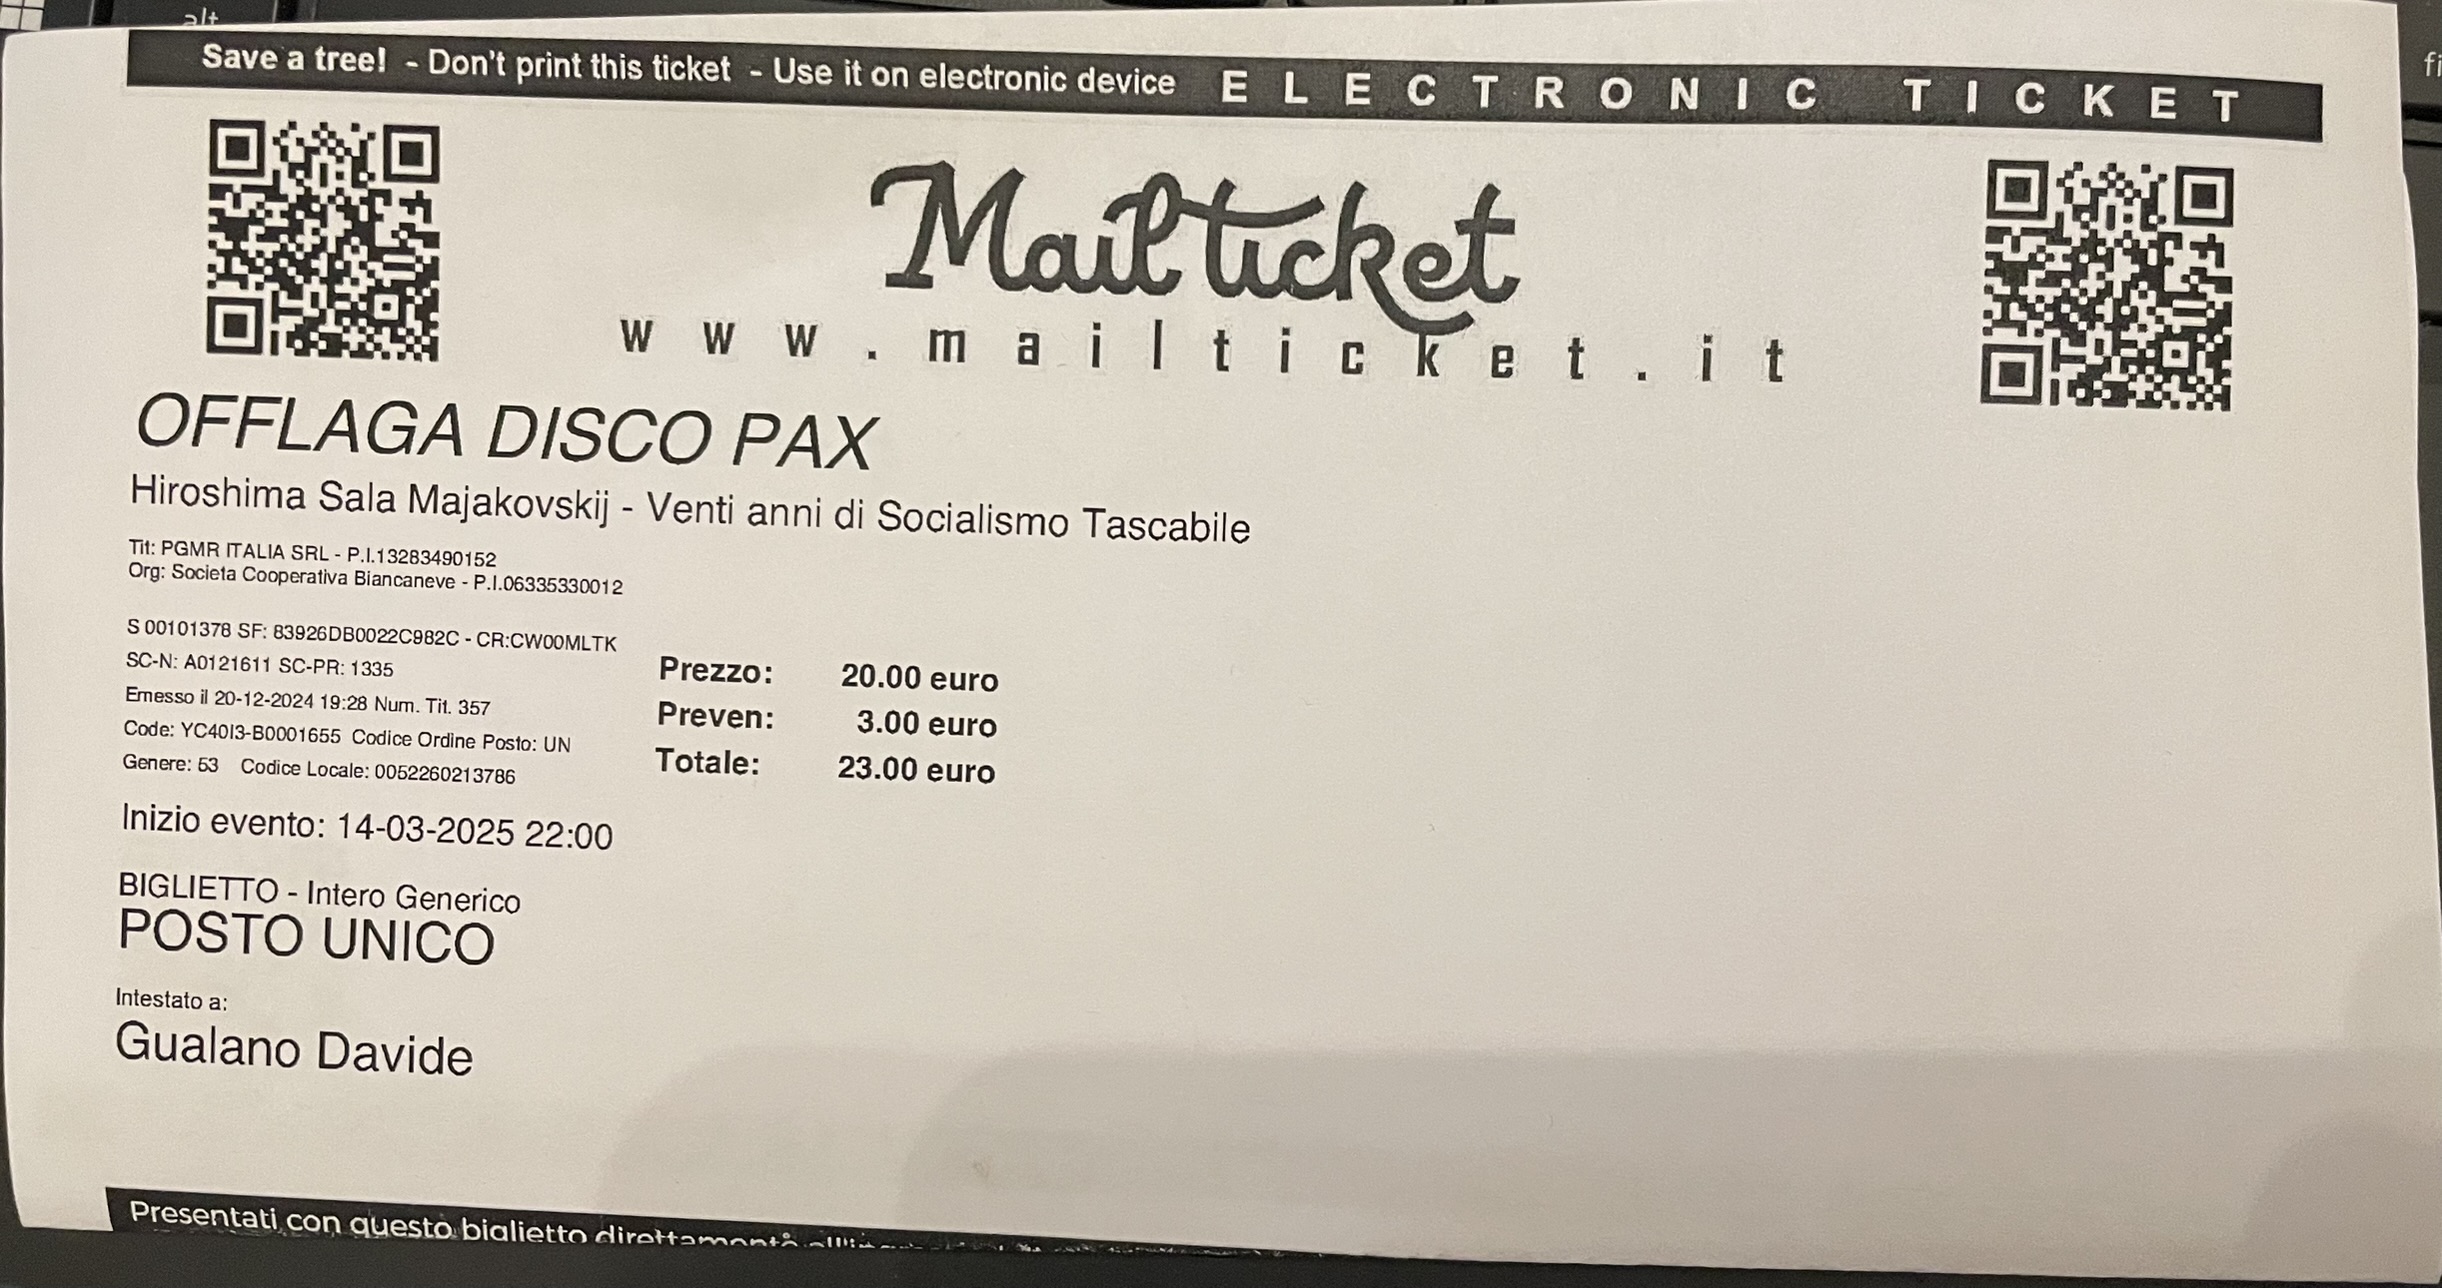 alt
fi
Save a tree! - Don't print this ticket - Use it on electronic device ELECTRONIC TICKET
Mailticket
www.mailticket.it
OFFLAGA DISCO PAX
Hiroshima Sala Majakovskij - Venti anni di Socialismo Tascabile
Tit: PGMR ITALIA SRL - P.I.13283490152
Org: Societa Cooperativa Biancaneve - P.I.06335330012
S 00101378 SF: 83926DB0022C982C - CR:CW00MLTK
SC-N: A0121611 SC-PR: 1335
Emesso il 20-12-2024 19:28 Num. Tit. 357
Code: YC40I3-B0001655 Codice Ordine Posto: UN
Genere: 53 Codice Locale: 0052260213786
Prezzo: 20.00 euro
Preven: 3.00 euro
Totale: 23.00 euro
Inizio evento: 14-03-2025 22:00
BIGLIETTO - Intero Generico
POSTO UNICO
Intestato a:
Gualano Davide
Presentati con questo biglietto direttamente